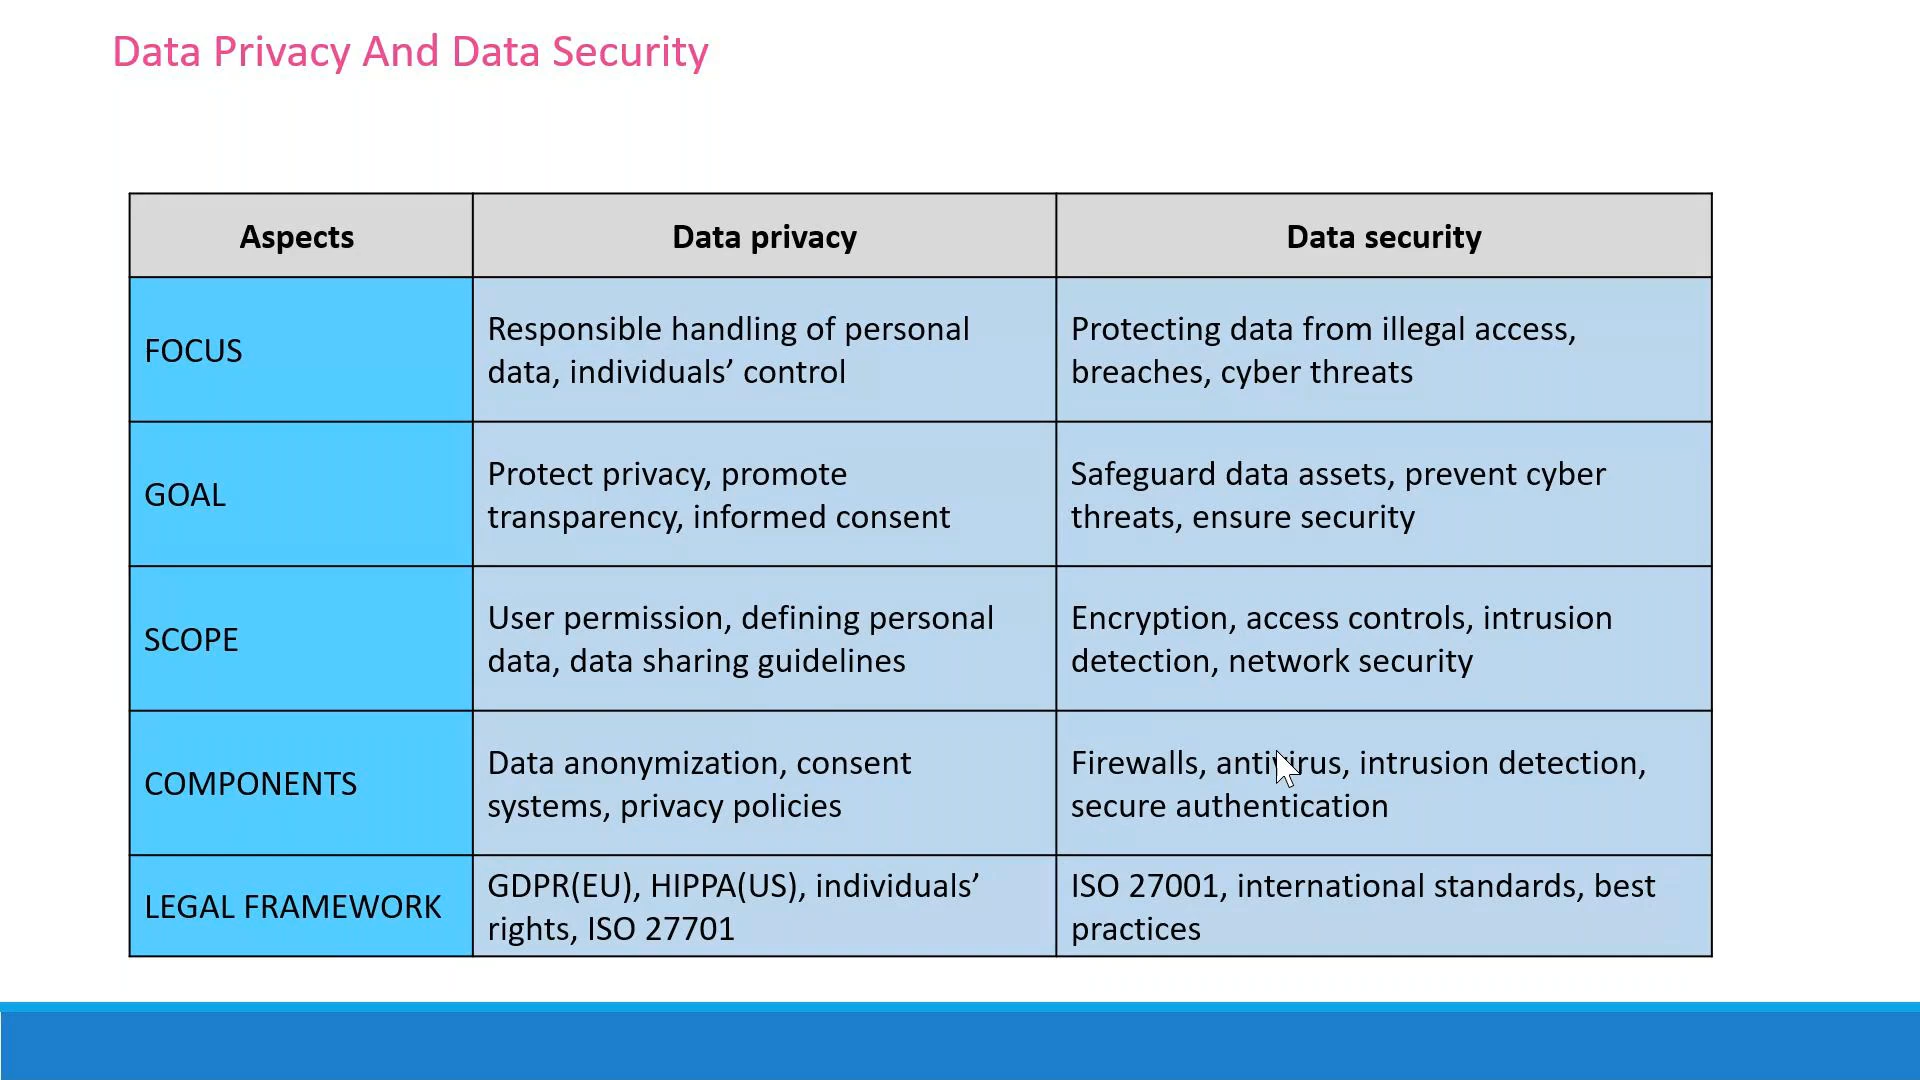 Data Privacy And Data Security
Aspects
Data privacy
Data security
FOCUS
Responsible handling of personal
data, individuals’ control
Protecting data from illegal access,
breaches, cyber threats
GOAL
Protect privacy, promote
transparency, informed consent
Safeguard data assets, prevent cyber
threats, ensure security
SCOPE
User permission, defining personal
data, data sharing guidelines
Encryption, access controls, intrusion
detection, network security
COMPONENTS
Data anonymization, consent
systems, privacy policies
Firewalls, antivirus, intrusion detection,
secure authentication
LEGAL FRAMEWORK
GDPR(EU), HIPPA(US), individuals’
rights, ISO 27701
ISO 27001, international standards, best
practices